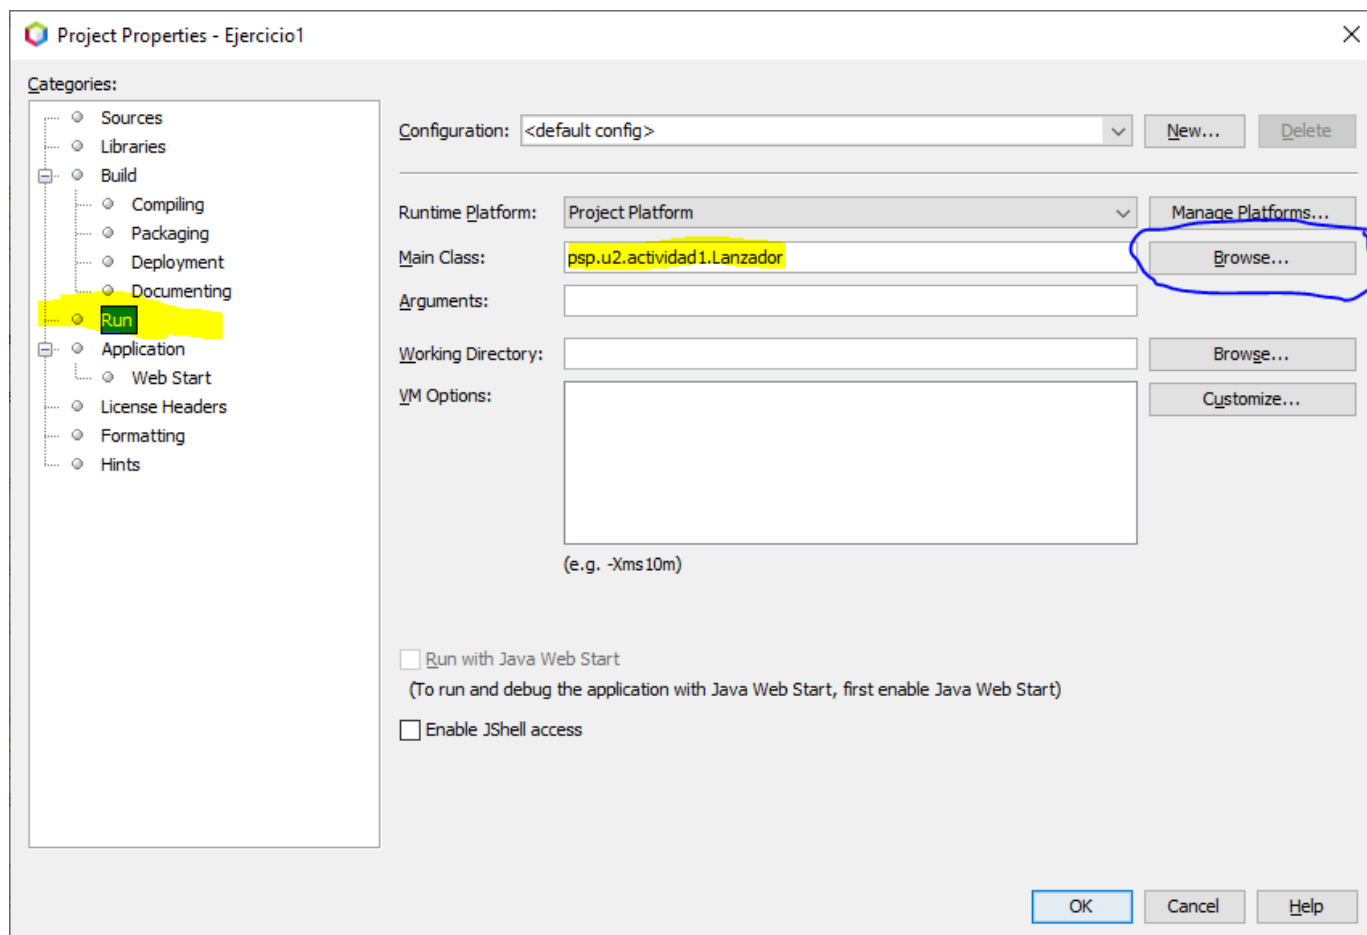 Project Properties - Ejercicio1
Categories:
Sources
Libraries
Build
Compiling
Packaging
Deployment
Documenting
Run
Application
Web Start
License Headers
Formatting
Hints
Configuration: <default config> New... Delete
Runtime Platform: Project Platform Manage Platforms...
Main Class: psp.u2.actividad1.Lanzador Browse...
Arguments:
Working Directory: Browse...
VM Options: Customize...
(e.g. -Xms10m)
Run with Java Web Start
(To run and debug the application with Java Web Start, first enable Java Web Start)
Enable JShell access
OK Cancel Help